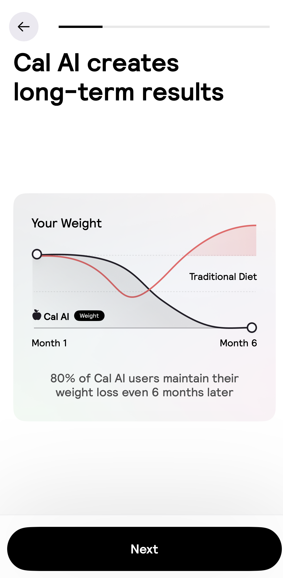 Cal AI creates
long-term results
Your Weight
Traditional Diet
Cal AI Weight
Month 1 Month 6
80% of Cal AI users maintain their
weight loss even 6 months later
Next